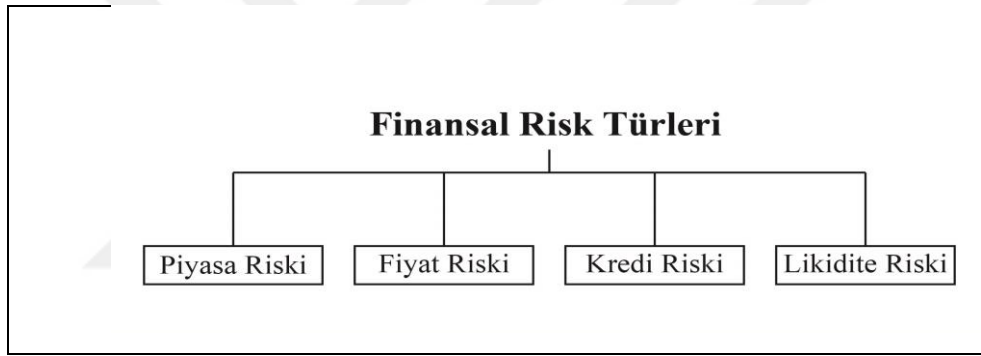 Finansal Risk Türleri
Piyasa Riski
Fiyat Riski
Kredi Riski
Likidite Riski